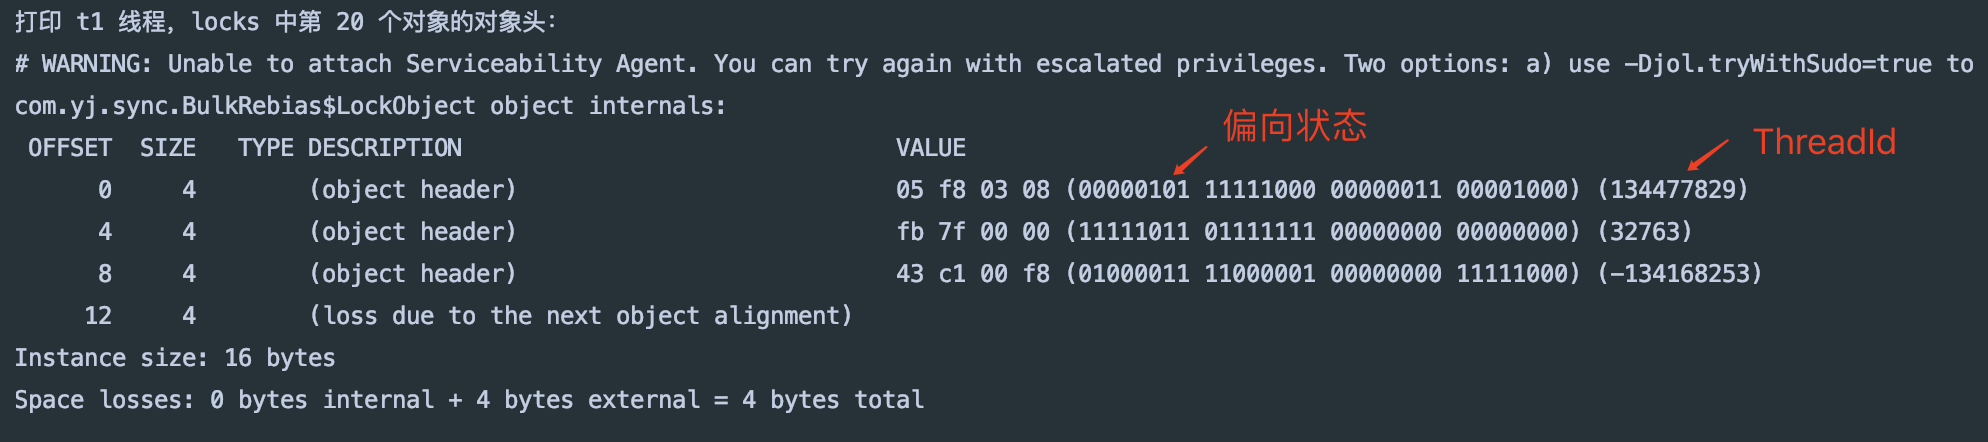 打印 t1 线程，locks 中第 20 个对象的对象头：
# WARNING: Unable to attach Serviceability Agent. You can try again with escalated privileges. Two options: a) use -Djol.tryWithSudo=true to
com.yj.sync.BulkRebias$LockObject object internals:
偏向状态
ThreadId
OFFSET SIZE TYPE DESCRIPTION VALUE
0 4 (object header) 05 f8 03 08 (00000101 11111000 00000011 00001000) (134477829)
4 4 (object header) fb 7f 00 00 (11111011 01111111 00000000 00000000) (32763)
8 4 (object header) 43 c1 00 f8 (01000011 11000001 00000000 11111000) (-134168253)
12 4 (loss due to the next object alignment)
Instance size: 16 bytes
Space losses: 0 bytes internal + 4 bytes external = 4 bytes total